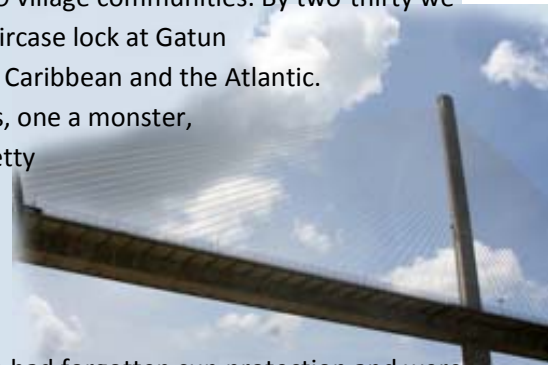 village communities. By two-thirty we
ircase lock at Gatun
Caribbean and the Atlantic.
s, one a monster,
etty
had forgotten sun protection and were